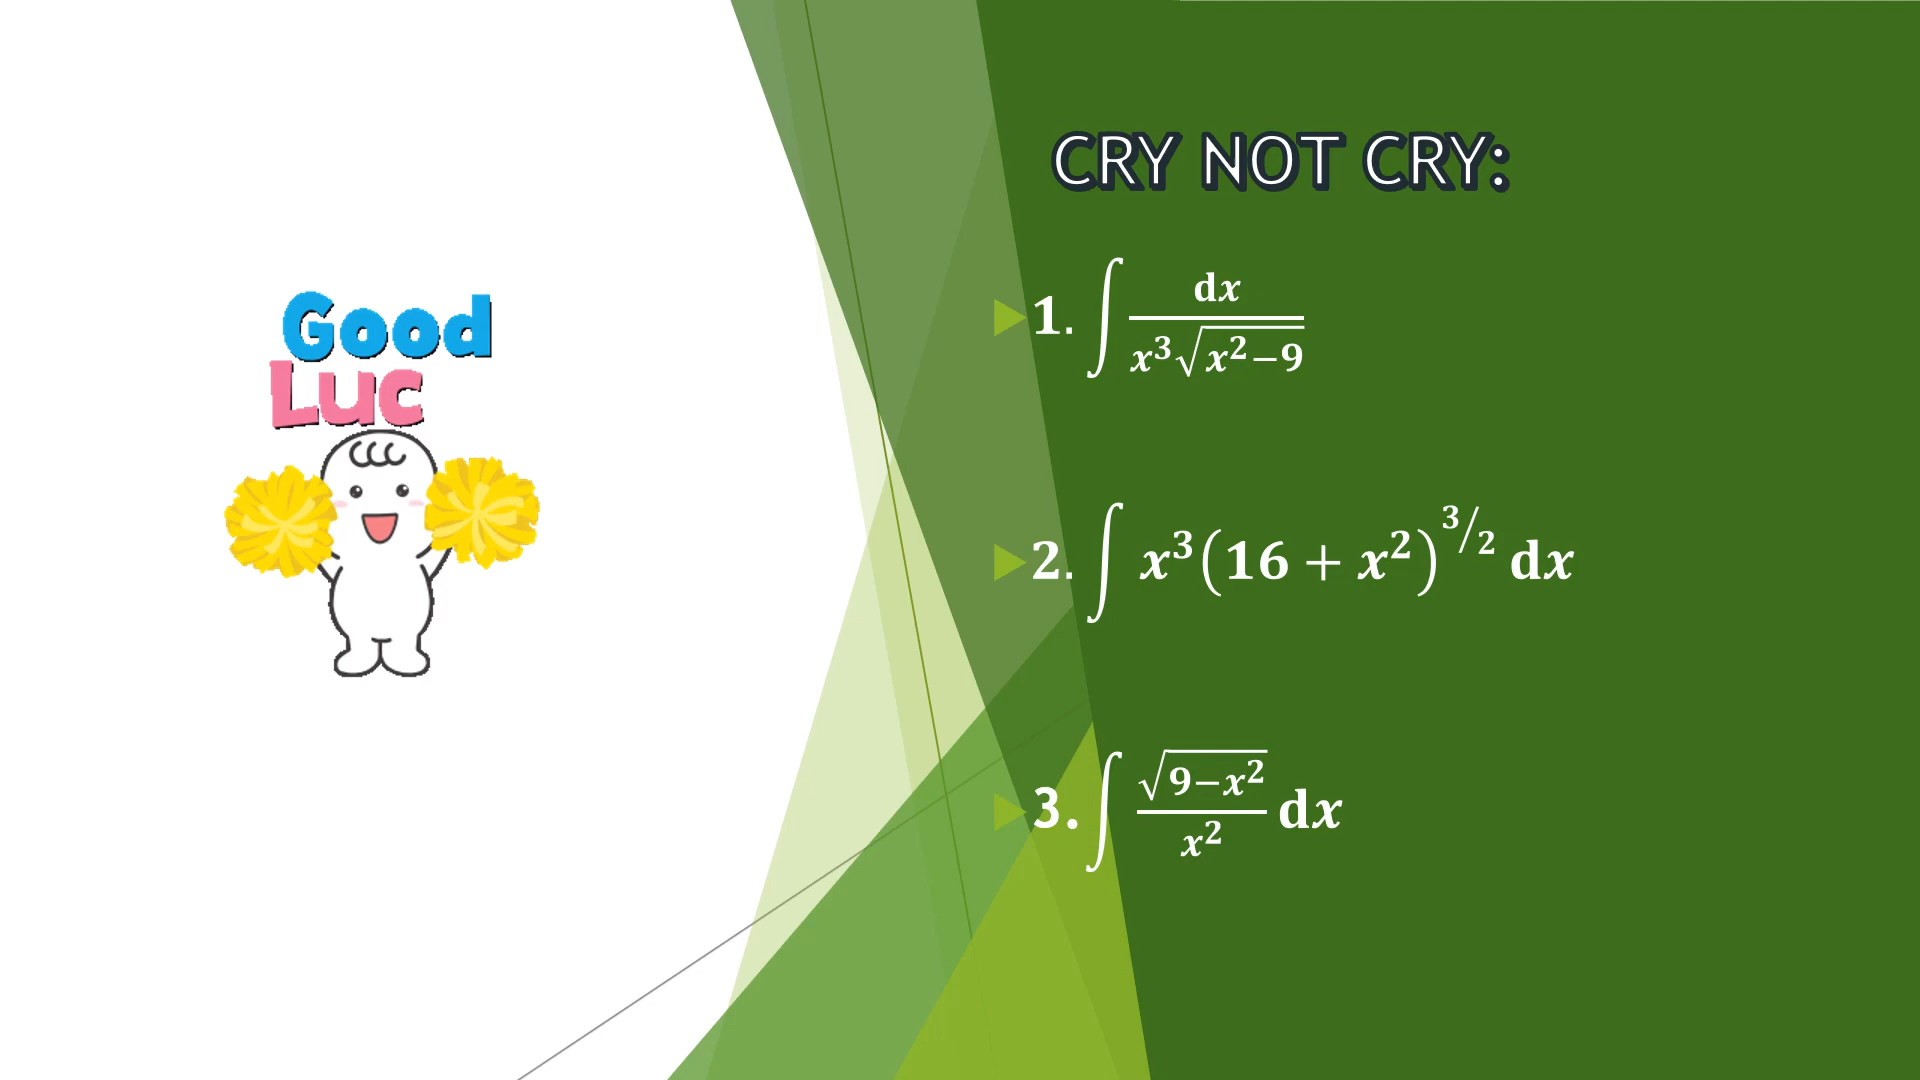 Good
Luc
CRY NOT CRY:
1. ∫ dx / (x³√(x²−9))
2. ∫ x³(16 + x²)^(3/2) dx
3. ∫ √(9−x²) / x² dx